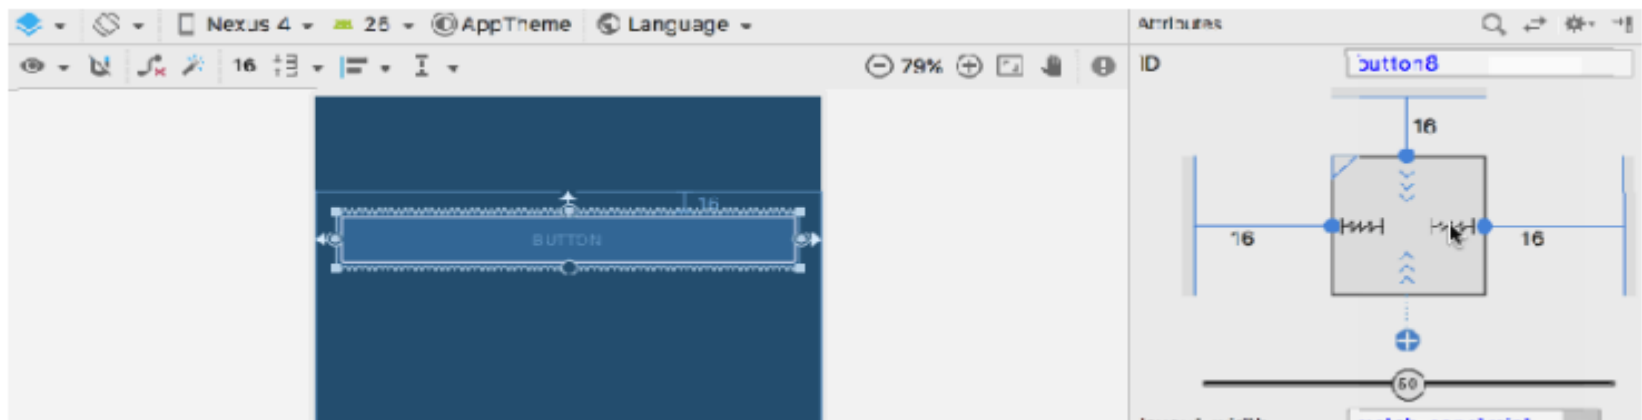 Nexus 4 26 AppTheme Language
Attributes
16 79%
ID button8
16
16
BUTTON
16 16
50